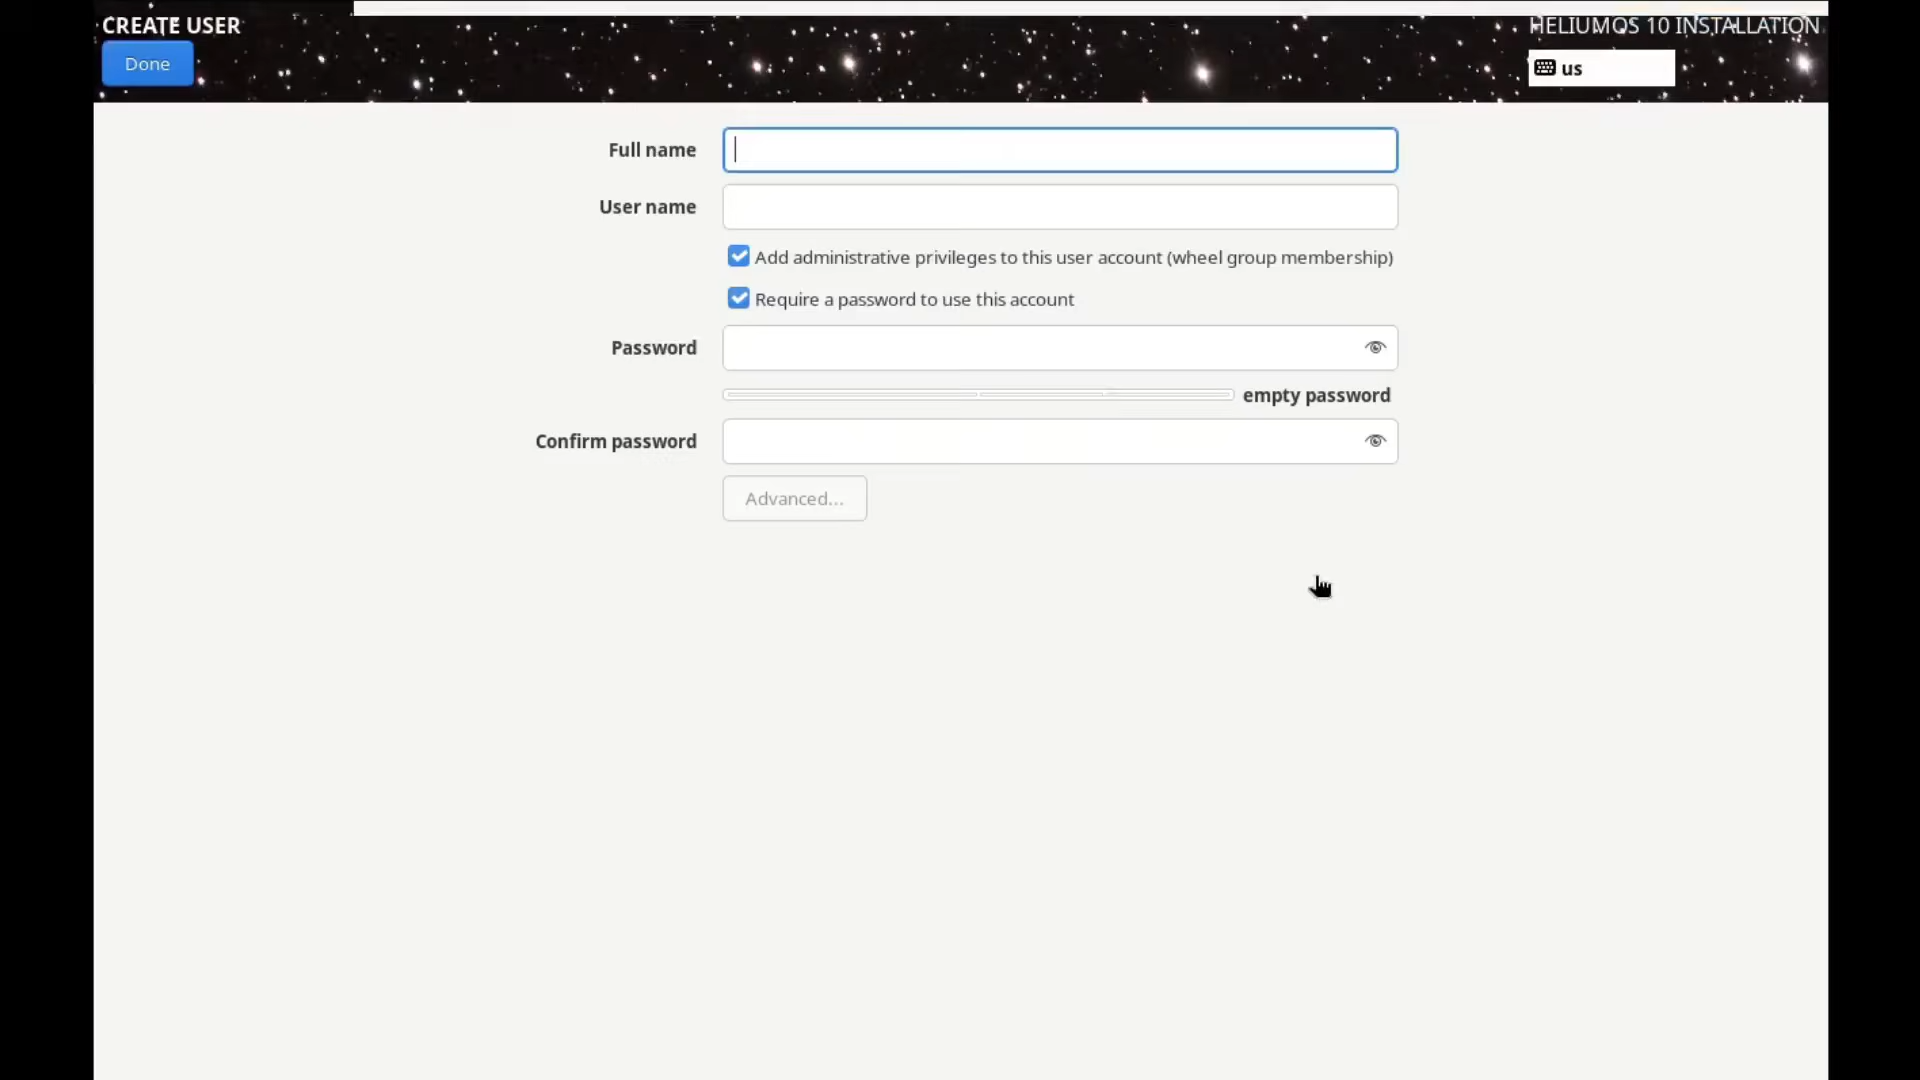 CREATE USER
HELIUMOS 10 INSTALLATION
Done
us
Full name
User name
Add administrative privileges to this user account (wheel group membership)
Require a password to use this account
Password
empty password
Confirm password
Advanced...